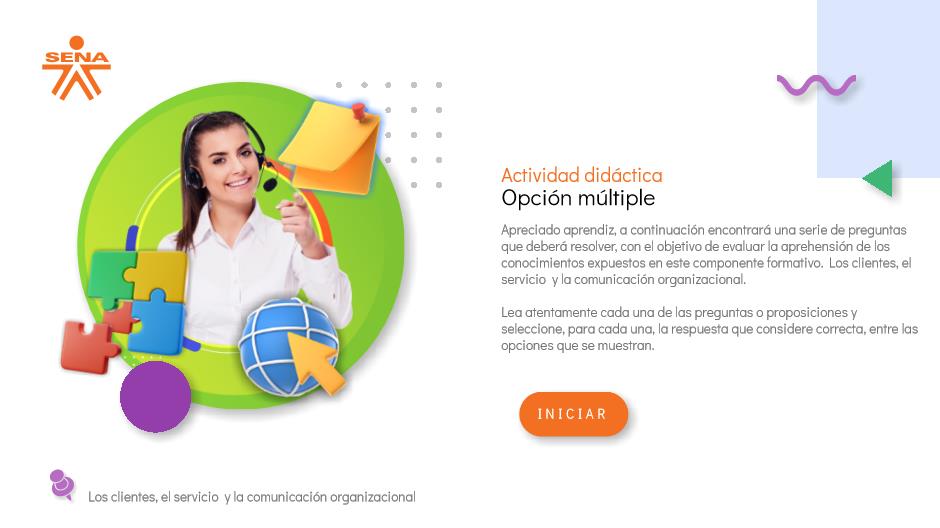 SENA
Actividad didáctica
Opción múltiple
Apreciado aprendiz, a continuación encontrará una serie de preguntas
que deberá resolver, con el objetivo de evaluar la aprehensión de los
conocimientos expuestos en este componente formativo. Los clientes, el
servicio y la comunicación organizacional.
Lea atentamente cada una de las preguntas o proposiciones y
seleccione, para cada una, la respuesta que considere correcta, entre las
opciones que se muestran.
INICIAR
Los clientes, el servicio y la comunicación organizacional